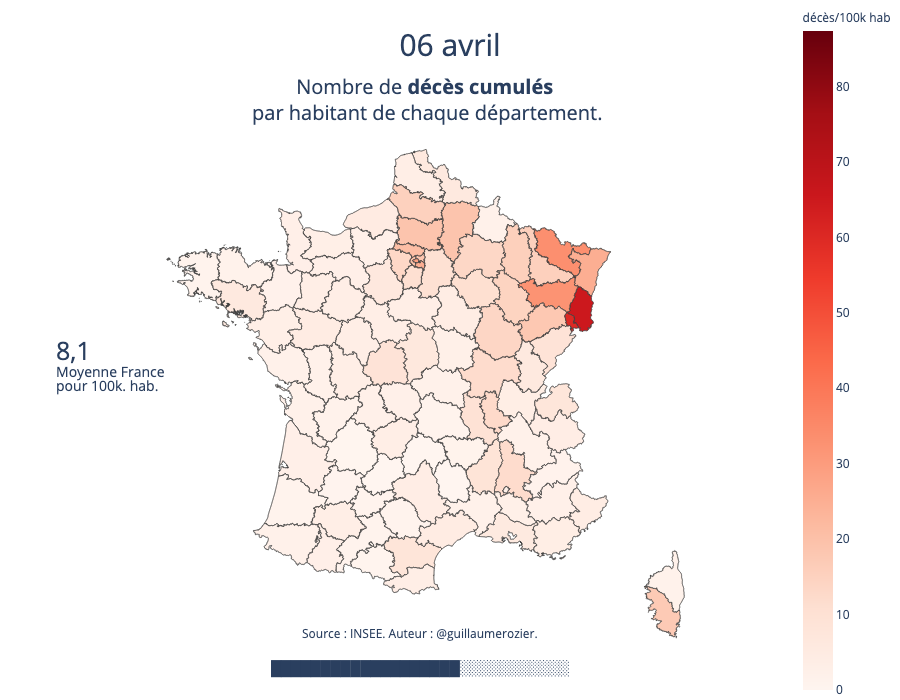 06 avril
Nombre de décès cumulés
par habitant de chaque département.
décès/100k hab
80
70
60
50
40
30
20
10
0
8,1
Moyenne France
pour 100k. hab.
Source : INSEE. Auteur : @guillaumerozier.